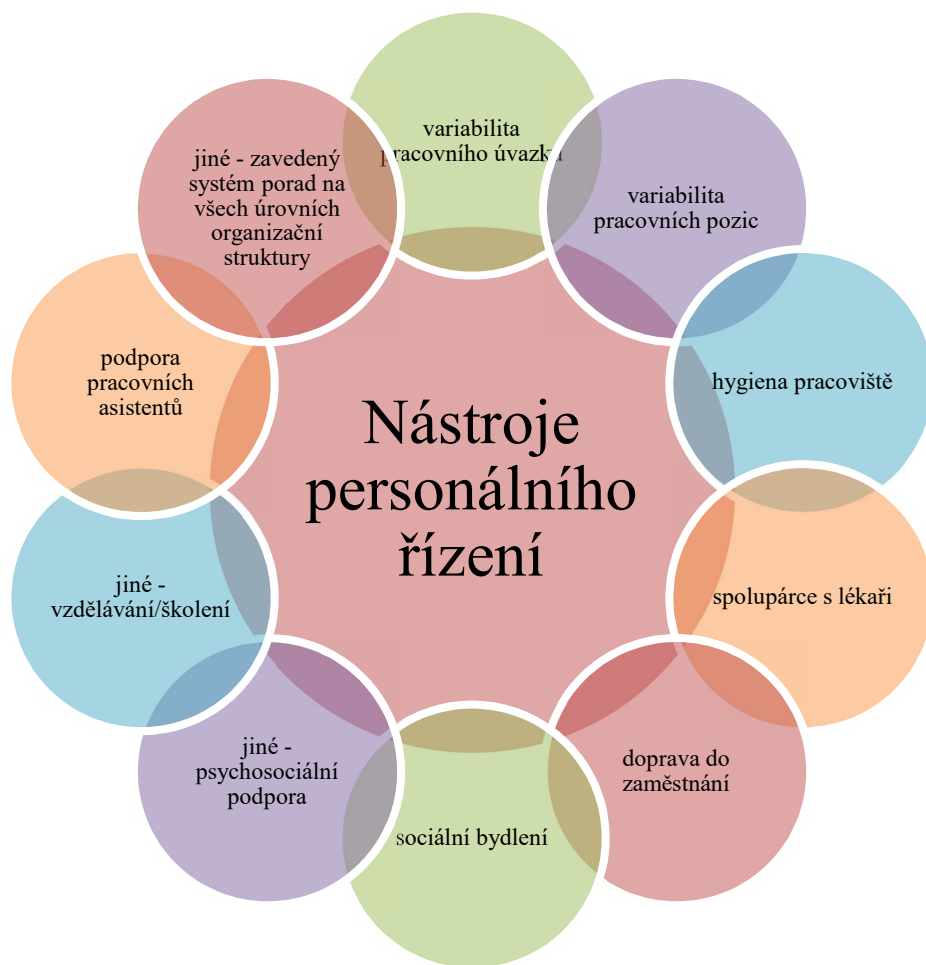 variabilita
pracovního úvazku
variabilita
pracovních pozic
hygiena pracoviště
spolupárce s lékaři
doprava do
zaměstnání
sociální bydlení
jiné -
psychosociální
podpora
jiné -
vzdělávání/školení
podpora
pracovních
asistentů
jiné - zavedený
systém porad na
všech úrovních
organizační
struktury
Nástroje
personálního
řízení